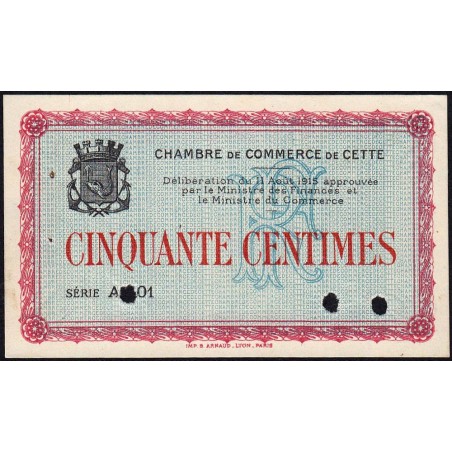 CHAMBRE DE COMMERCE DE CETTE
Délibération du 11 Août 1915 approuvée
par le Ministre des Finances et
le Ministre du Commerce
CINQUANTE CENTIMES
SÉRIE 01
IMP. B. ARNAUD, LYON, PARIS